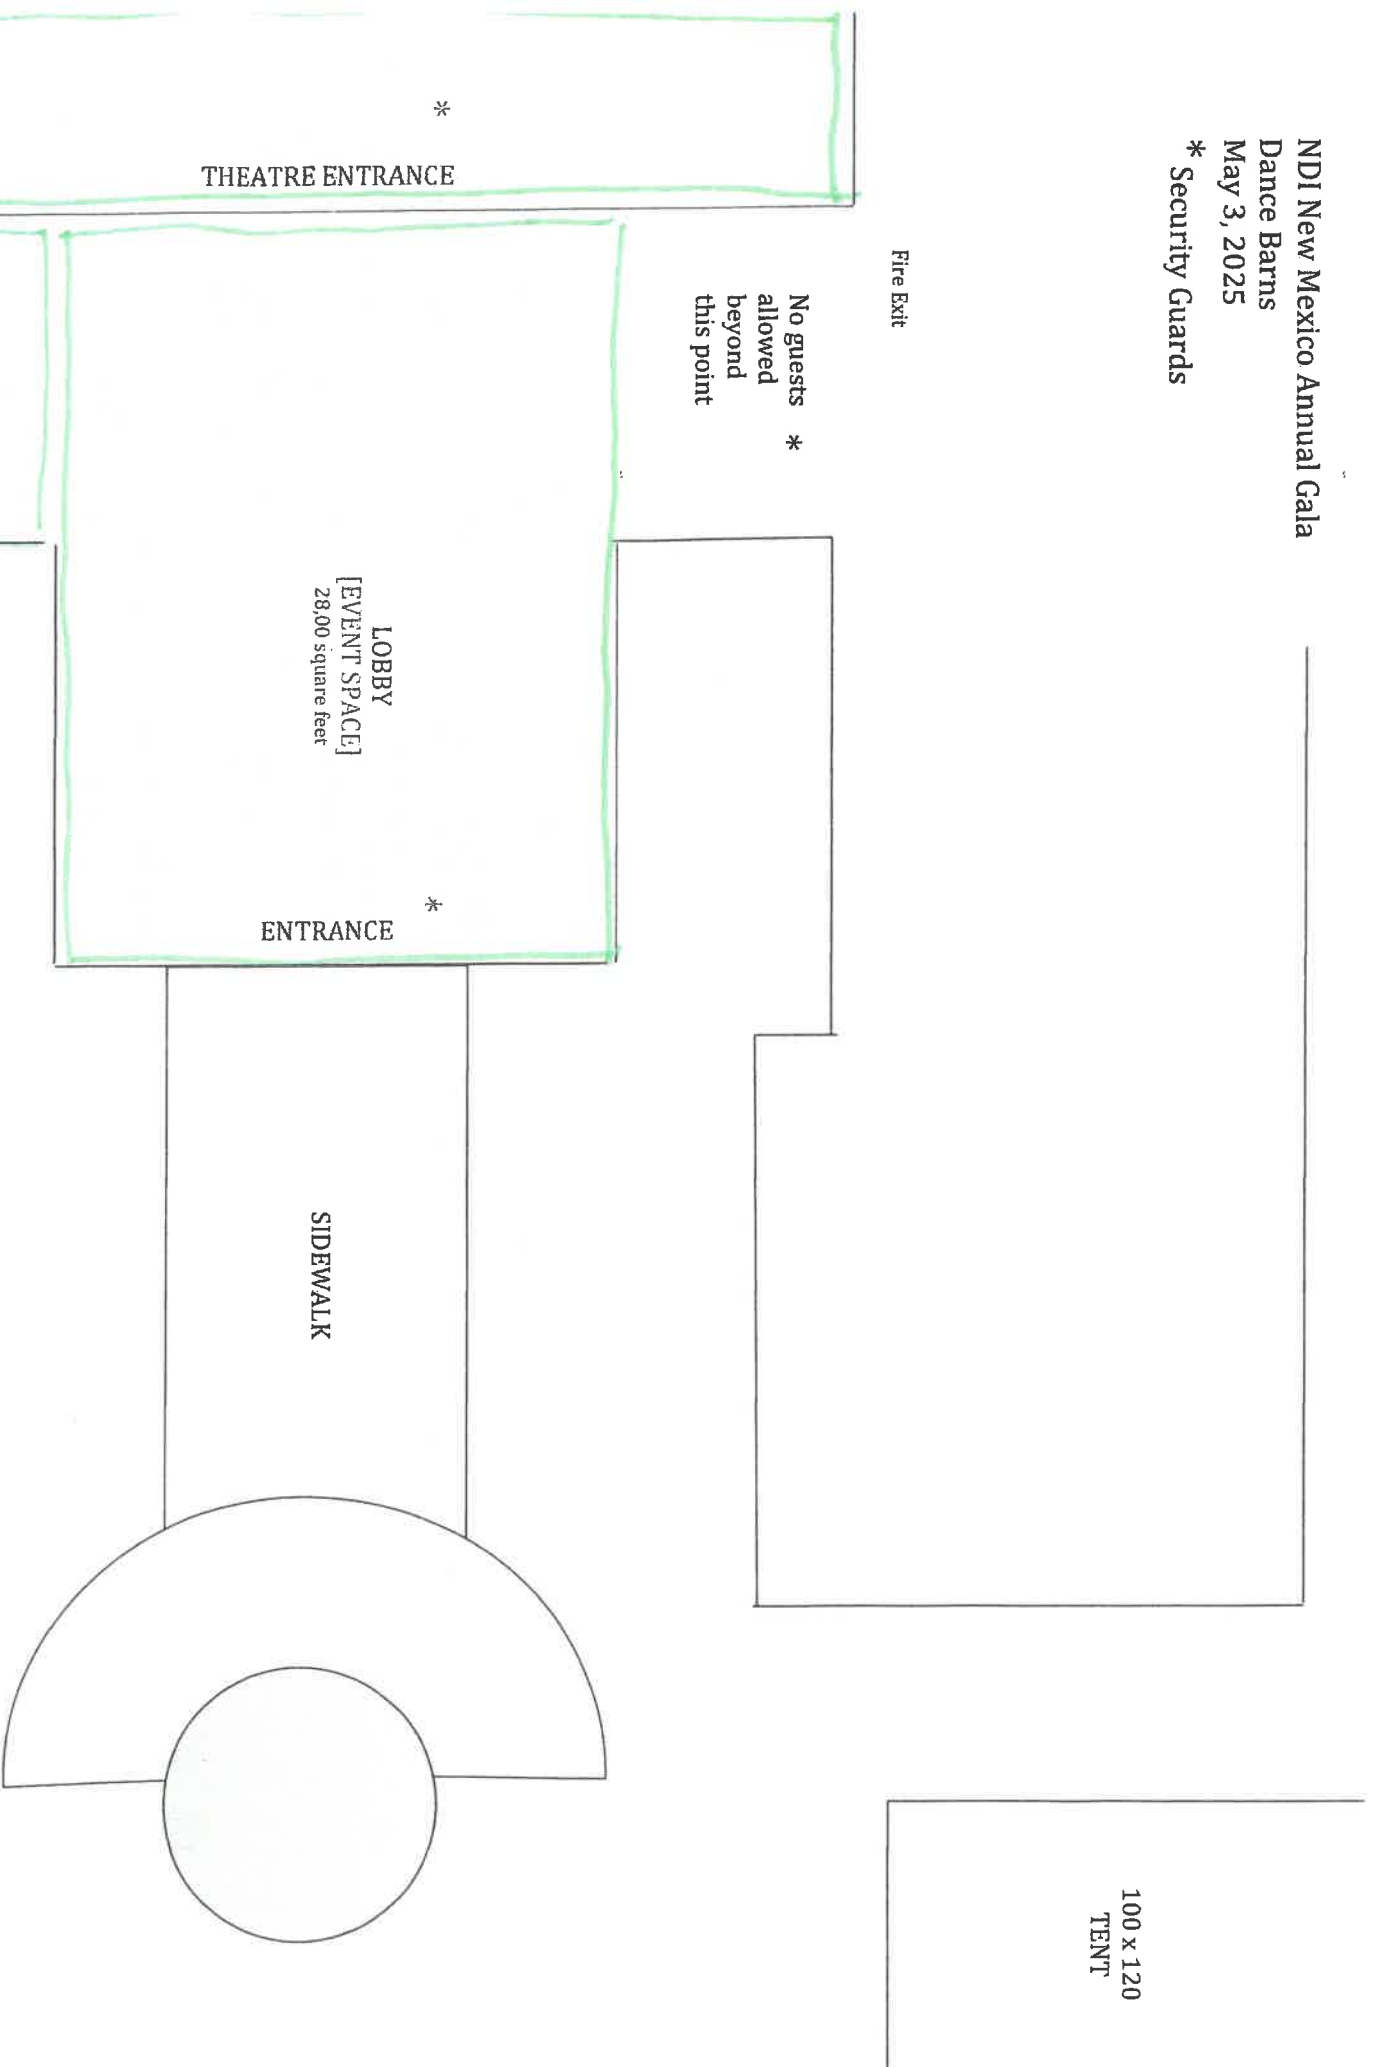 NDI New Mexico Annual Gala
Dance Barns
May 3, 2025
* Security Guards
Fire Exit
No guests *
allowed
beyond
this point
*
THEATRE ENTRANCE
LOBBY
[EVENT SPACE]
28,00 square feet
*
ENTRANCE
SIDEWALK
100 x 120
TENT